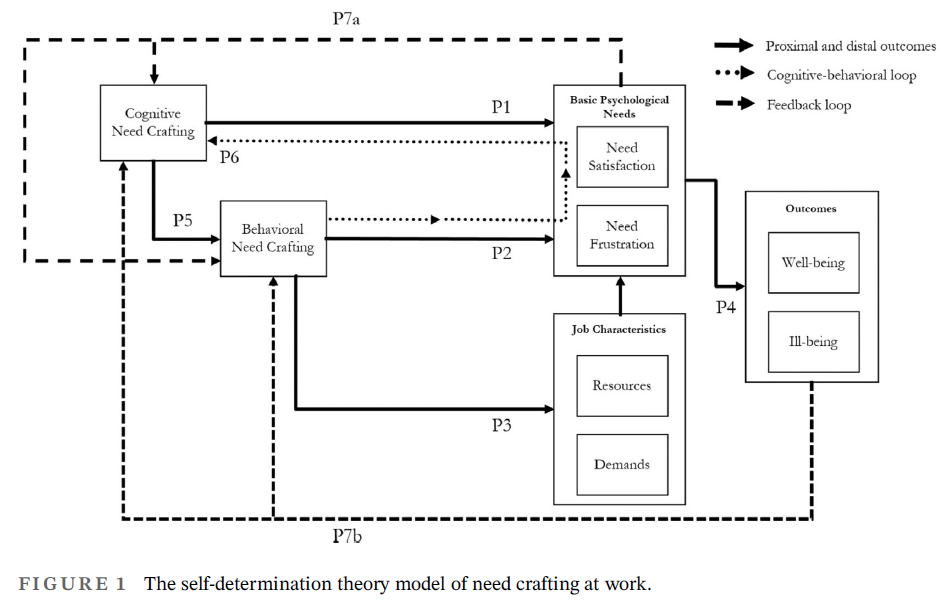 P7a
Proximal and distal outcomes
Cognitive-behavioral loop
Feedback loop
Cognitive
Need Crafting
P1
Basic Psychological
Needs
Need
Satisfaction
P6
P5
Behavioral
Need Crafting
P2
Need
Frustration
Outcomes
Well-being
P4
Ill-being
Job Characteristics
Resources
P3
Demands
P7b
FIGURE 1 The self-determination theory model of need crafting at work.